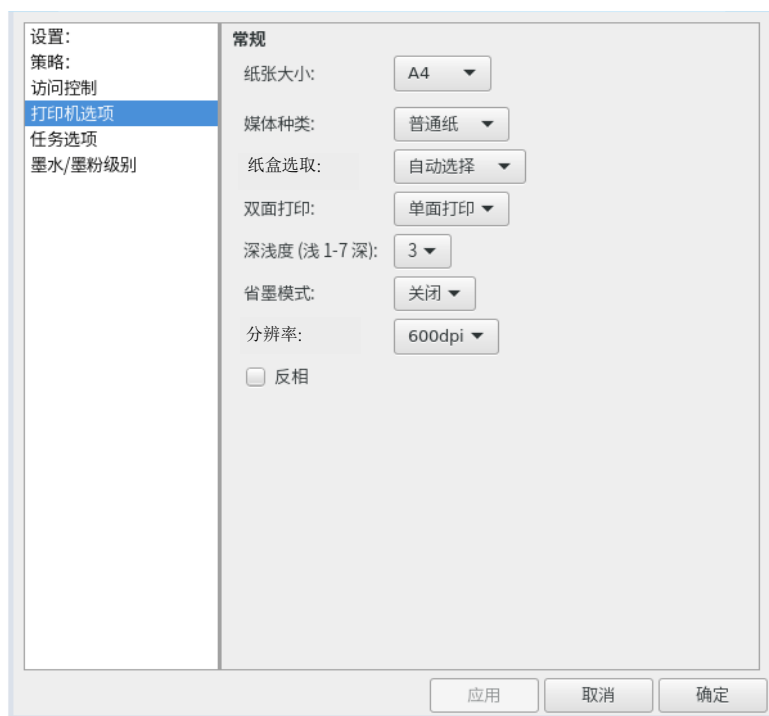 设置:
策略:
访问控制
打印机选项
任务选项
墨水/墨粉级别
常规
纸张大小: A4
媒体种类: 普通纸
纸盒选取: 自动选择
双面打印: 单面打印
深浅度 (浅 1-7 深): 3
省墨模式: 关闭
分辨率: 600dpi
反相
应用 取消 确定